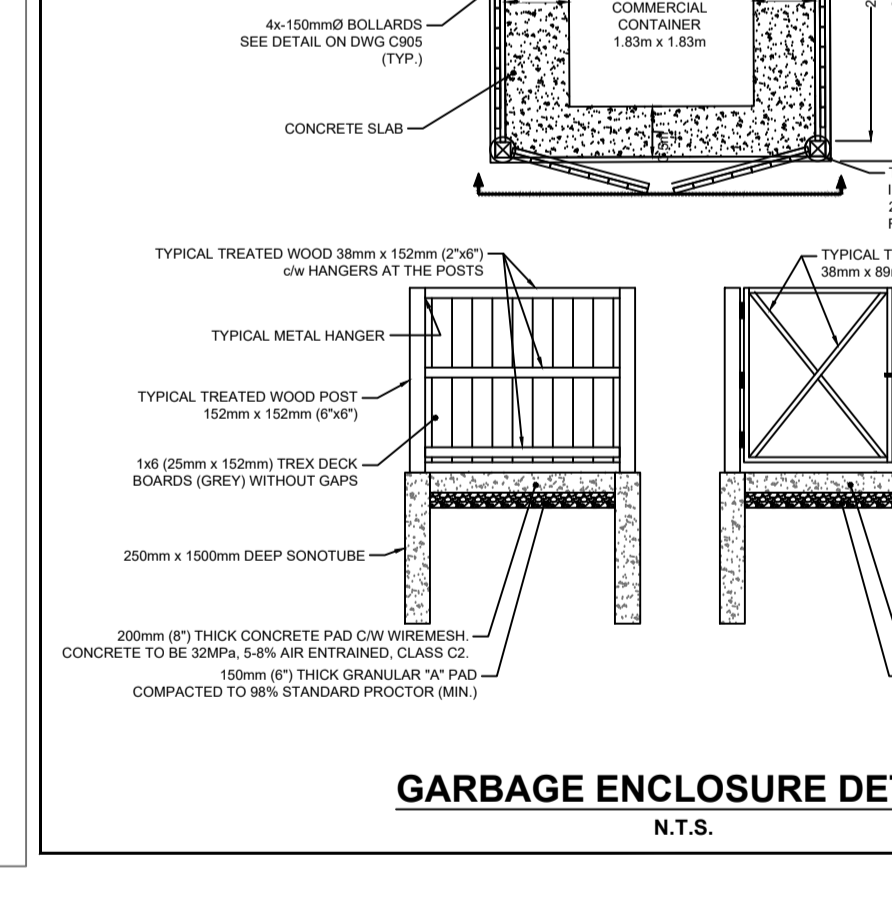 4x-150mmØ BOLLARDS
SEE DETAIL ON DWG C905
(TYP.)
COMMERCIAL
CONTAINER
1.83m x 1.83m
CONCRETE SLAB
TYPICAL TREATED WOOD 38mm x 152mm (2"x6")
c/w HANGERS AT THE POSTS
TYPICAL T
38mm x 89
TYPICAL METAL HANGER
TYPICAL TREATED WOOD POST
152mm x 152mm (6"x6")
1x6 (25mm x 152mm) TREX DECK
BOARDS (GREY) WITHOUT GAPS
250mm x 1500mm DEEP SONOTUBE
200mm (8") THICK CONCRETE PAD C/W WIREMESH.
CONCRETE TO BE 32MPa, 5-8% AIR ENTRAINED, CLASS C2.
150mm (6") THICK GRANULAR "A" PAD
COMPACTED TO 98% STANDARD PROCTOR (MIN.)
GARBAGE ENCLOSURE DE
N.T.S.